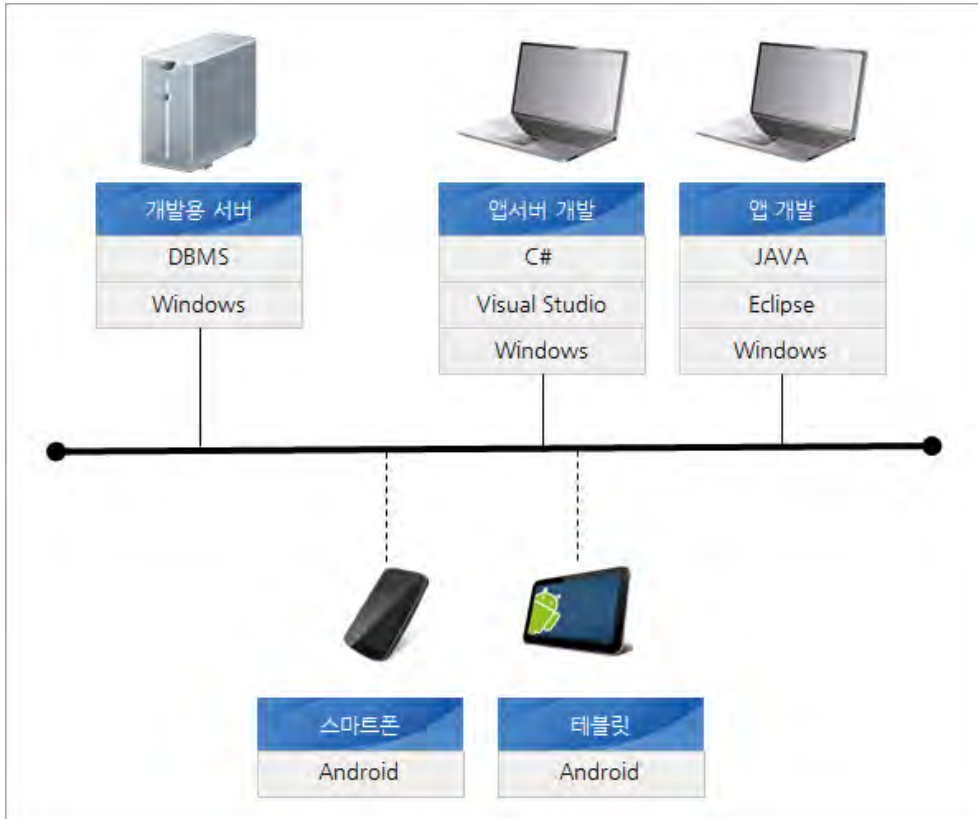 개발용 서버
DBMS
Windows
앱서버 개발
C#
Visual Studio
Windows
앱 개발
JAVA
Eclipse
Windows
스마트폰
Android
테블릿
Android